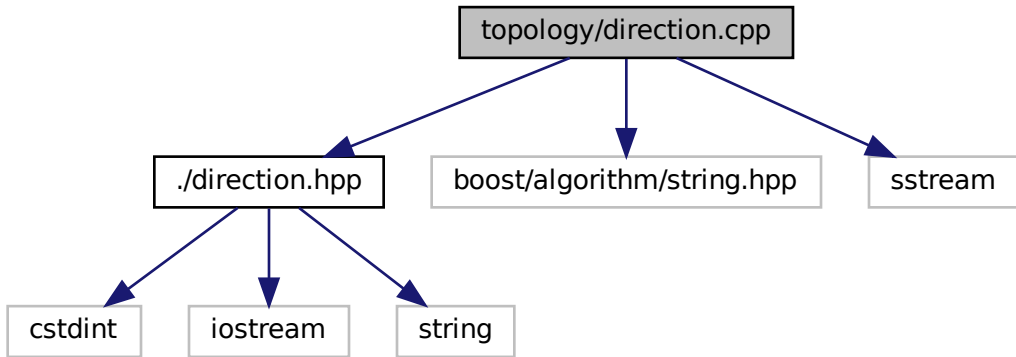 topology/direction.cpp
./direction.hpp
boost/algorithm/string.hpp
sstream
cstdint
iostream
string